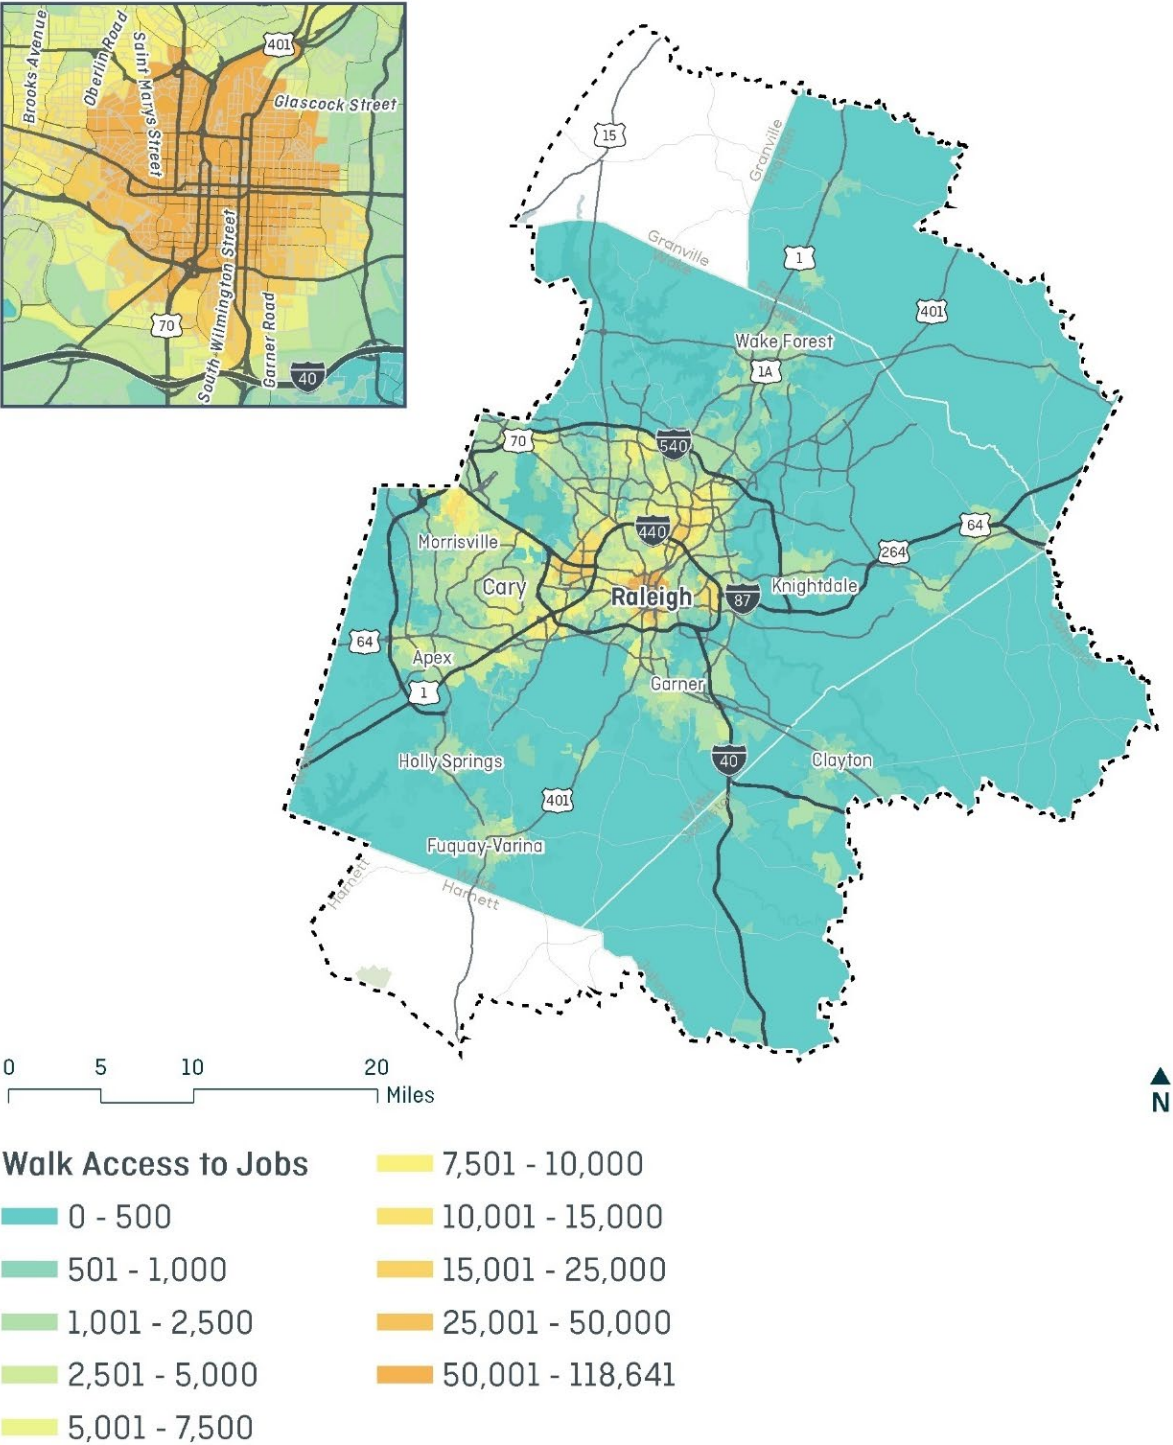 Brooks Avenue
Oberlin Road
Saint Marys Street
401
Glascock Street
70
South Wilmington Street
Garner Road
40
15
Granville
Granville
Wake
1
401
Wake Forest
1A
70
540
Morrisville
440
64
264
Cary
Raleigh
87
Knightdale
64
Apex
1
Garner
Holly Springs
40
Clayton
401
Fuquay-Varina
Harnett
Wake
Harnett
0 5 10 20
Miles
N
Walk Access to Jobs
0 - 500
501 - 1,000
1,001 - 2,500
2,501 - 5,000
5,001 - 7,500
7,501 - 10,000
10,001 - 15,000
15,001 - 25,000
25,001 - 50,000
50,001 - 118,641